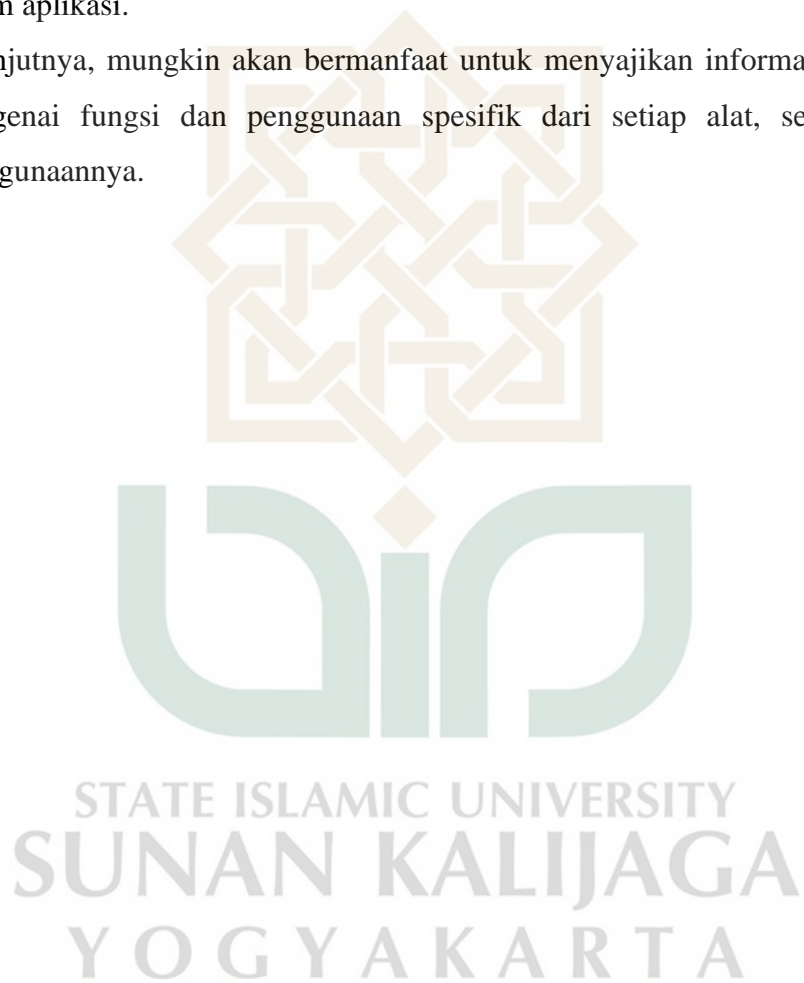 m aplikasi.
njutnya, mungkin akan bermanfaat untuk menyajikan informa
genai fungsi dan penggunaan spesifik dari setiap alat, se
ggunaannya.
STATE ISLAMIC UNIVERSITY
SUNAN KALIJAGA
YOGYAKARTA